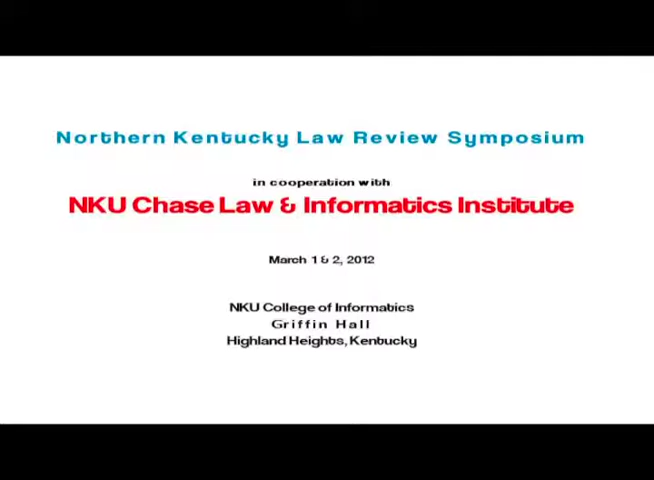 Northern Kentucky Law Review Symposium
in cooperation with
NKU Chase Law & Informatics Institute
March 1 & 2, 2012
NKU College of Informatics
Griffin Hall
Highland Heights, Kentucky